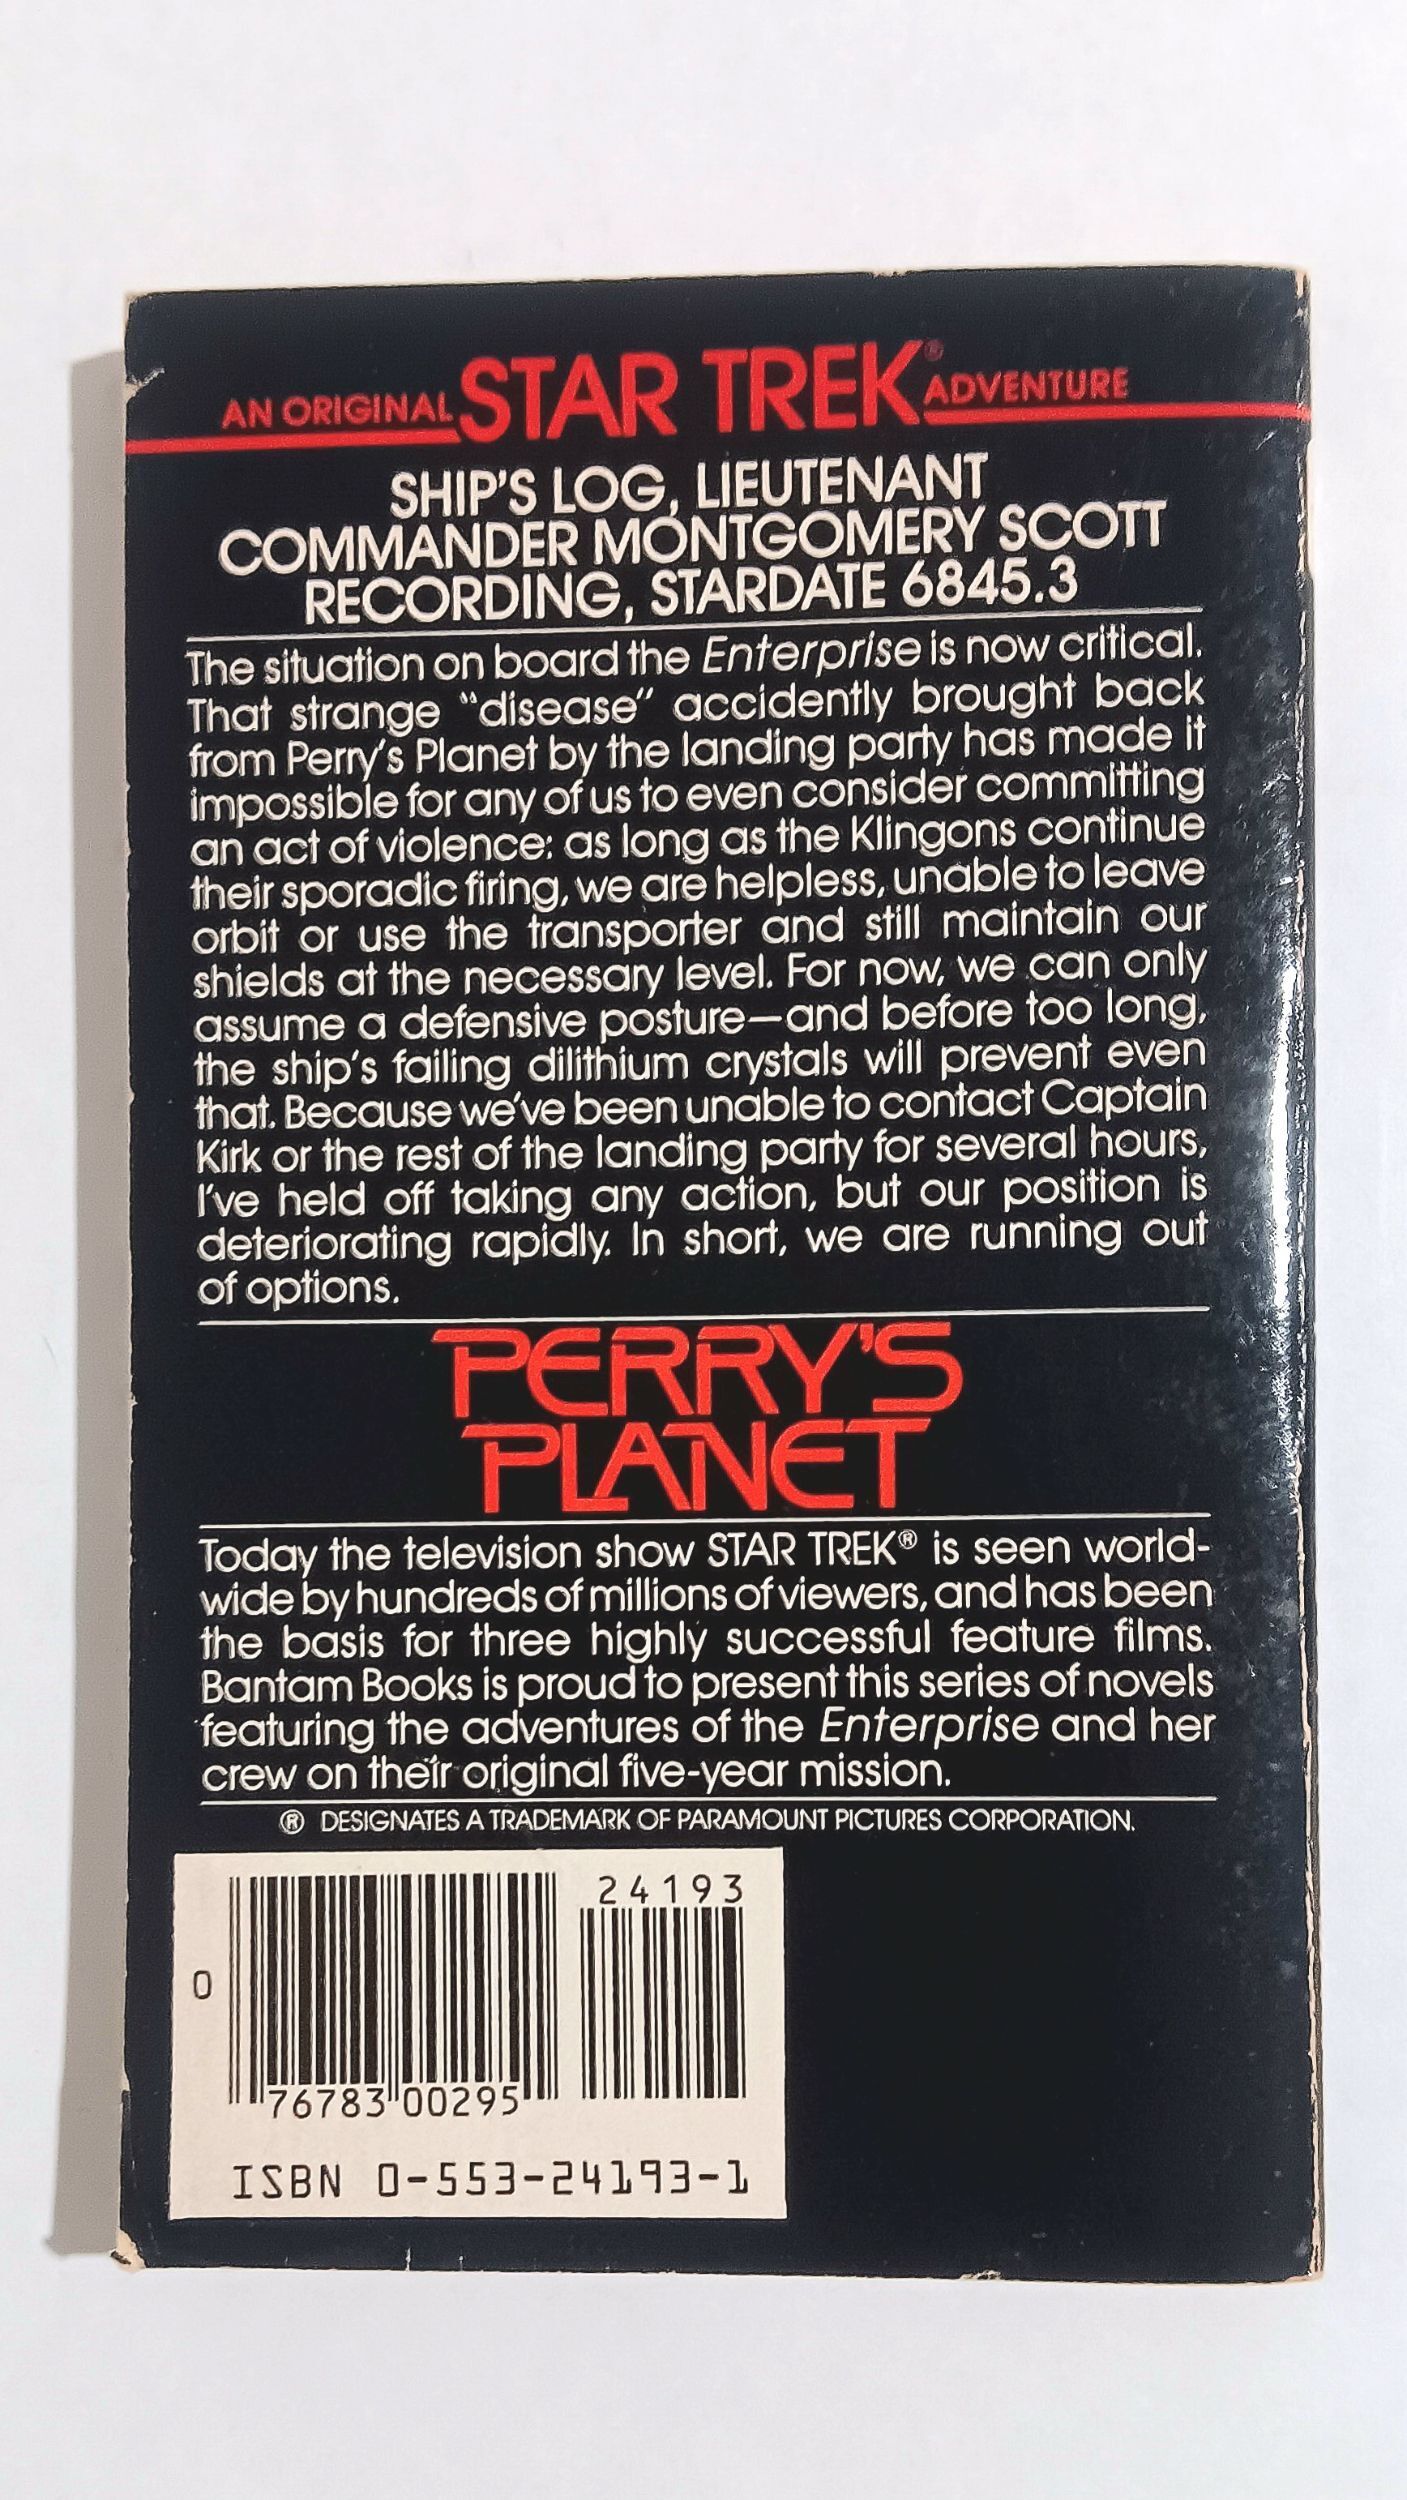 AN ORIGINAL STAR TREK® ADVENTURE
SHIP'S LOG, LIEUTENANT
COMMANDER MONTGOMERY SCOTT
RECORDING, STARDATE 6845.3
The situation on board the Enterprise is now critical.
That strange "disease" accidently brought back
from Perry's Planet by the landing party has made it
impossible for any of us to even consider committing
an act of violence: as long as the Klingons continue
their sporadic firing, we are helpless, unable to leave
orbit or use the transporter and still maintain our
shields at the necessary level. For now, we can only
assume a defensive posture—and before too long,
the ship's failing dilithium crystals will prevent even
that. Because we've been unable to contact Captain
Kirk or the rest of the landing party for several hours,
I've held off taking any action, but our position is
deteriorating rapidly. In short, we are running out
of options.
PERRY'S
PLANET
Today the television show STAR TREK® is seen world-
wide by hundreds of millions of viewers, and has been
the basis for three highly successful feature films.
Bantam Books is proud to present this series of novels
featuring the adventures of the Enterprise and her
crew on their original five-year mission.
® DESIGNATES A TRADEMARK OF PARAMOUNT PICTURES CORPORATION.
24193
0
76783 00295
ISBN 0-553-24193-1